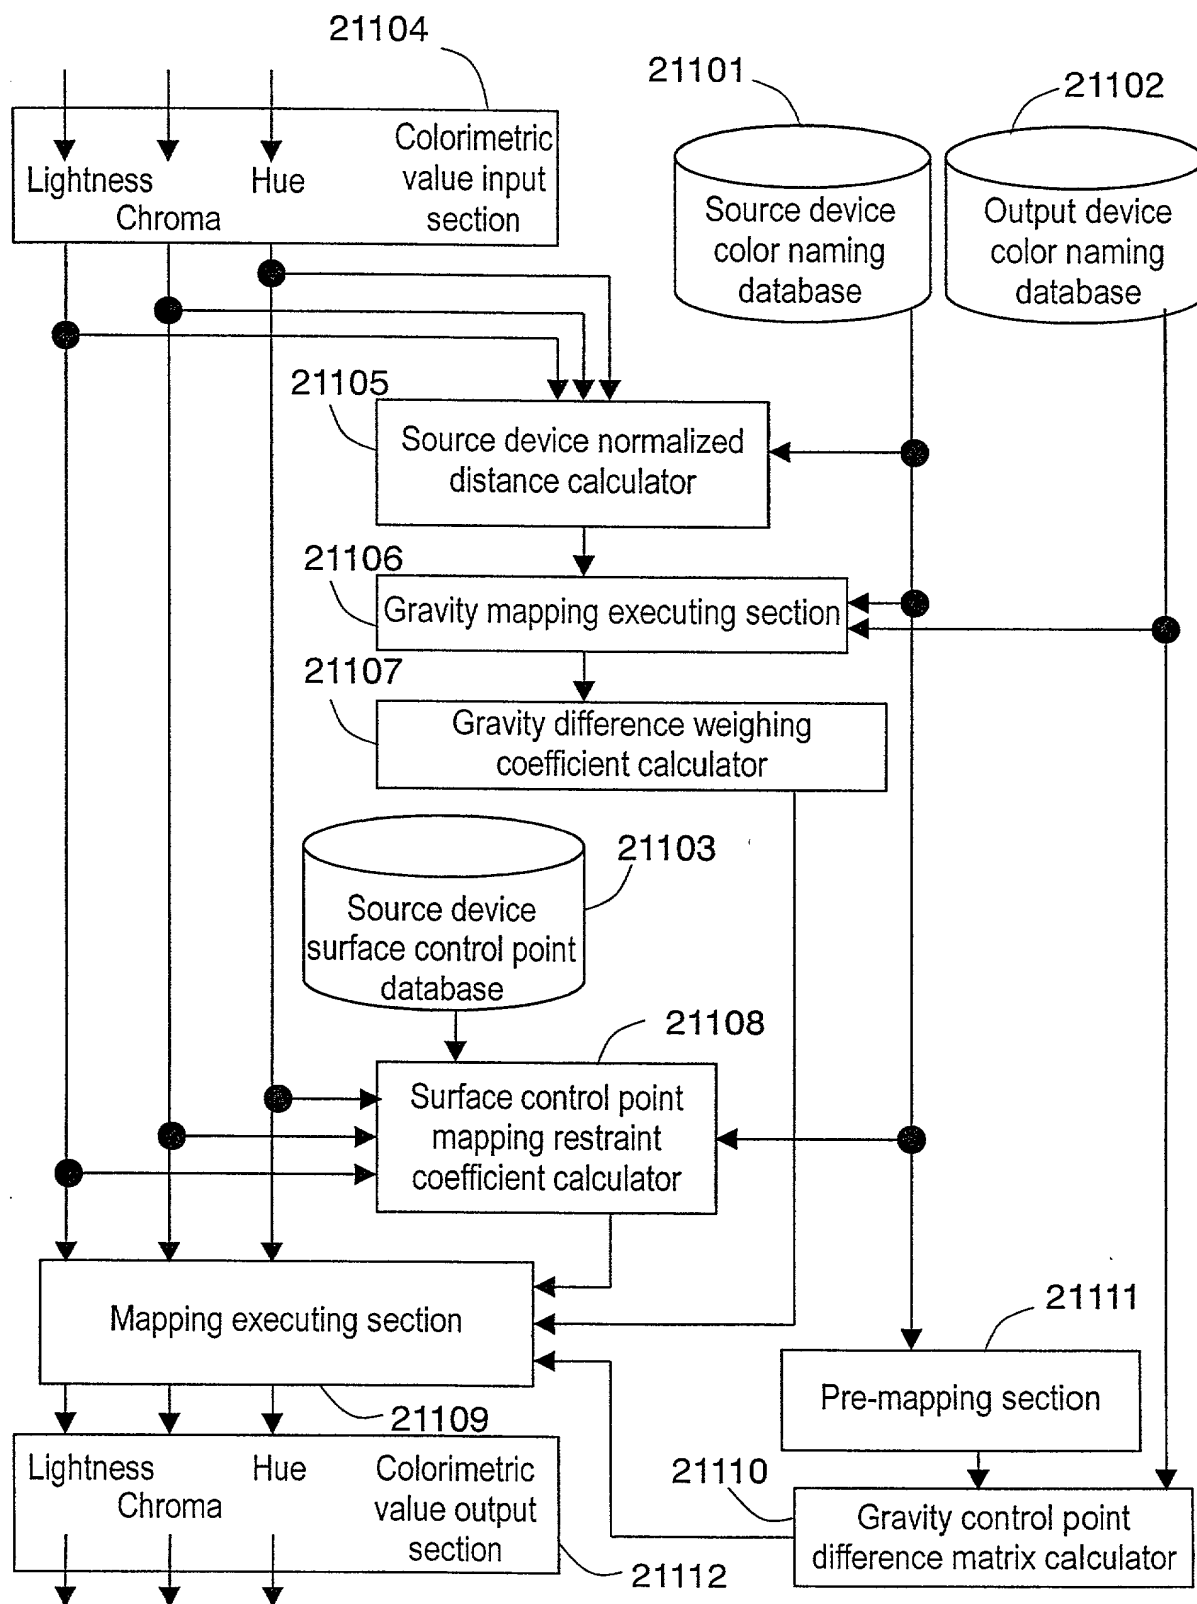 21104
21101
21102
Colorimetric
value input
section
Lightness
Hue
Chroma
Source device
color naming
database
Output device
color naming
database
21105
Source device normalized
distance calculator
21106
Gravity mapping executing section
21107
Gravity difference weighing
coefficient calculator
21103
Source device
surface control point
database
21108
Surface control point
mapping restraint
coefficient calculator
Mapping executing section
21111
Pre-mapping section
21109
Lightness
Hue
Chroma
Colorimetric
value output
section
21110
Gravity control point
difference matrix calculator
21112